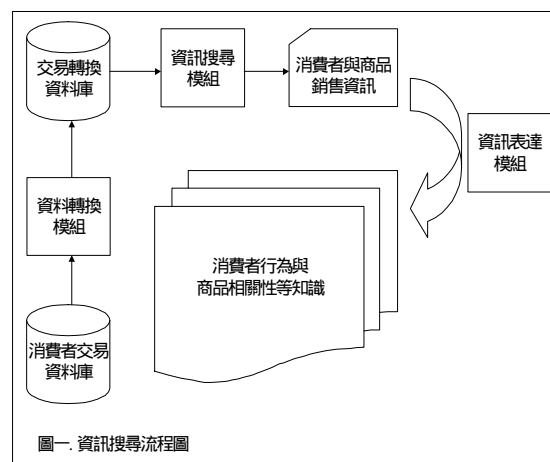 交易轉換
資料庫
資訊搜尋
模組
消費者與商品
銷售資訊
資訊表達
模組
資料轉換
模組
消費者行為與
商品相關性等知識
消費者交易
資料庫
圖一. 資訊搜尋流程圖